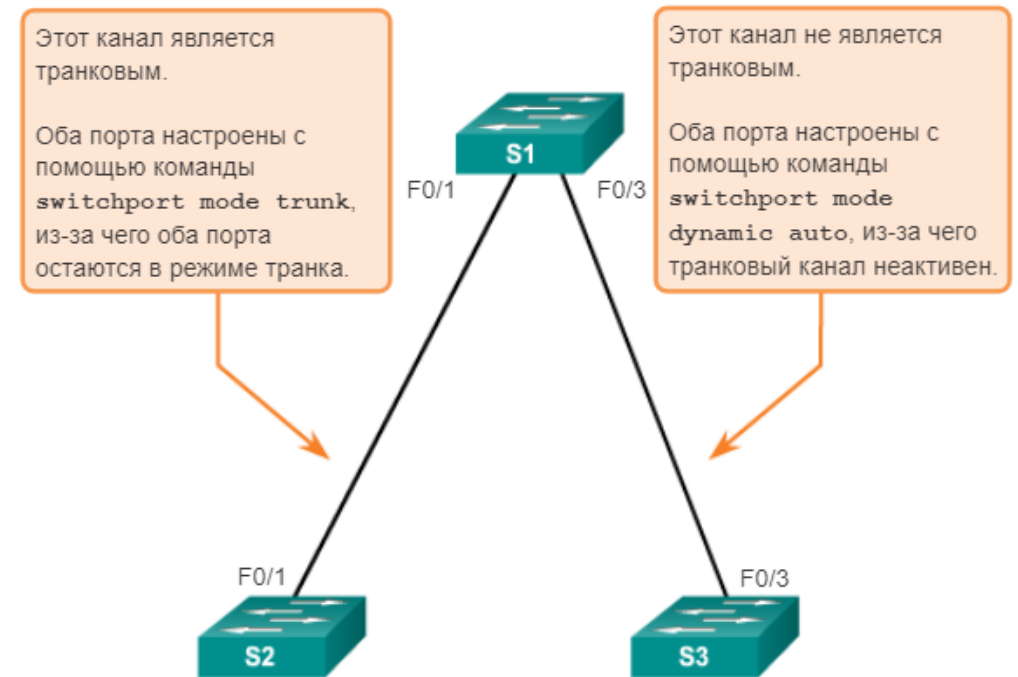 Этот канал является
транковым.
Оба порта настроены с
помощью команды
switchport mode trunk,
из-за чего оба порта
остаются в режиме транка.
Этот канал не является
транковым.
Оба порта настроены с
помощью команды
switchport mode
dynamic auto, из-за чего
транковый канал неактивен.
S1
F0/1
F0/3
F0/1
F0/3
S2
S3